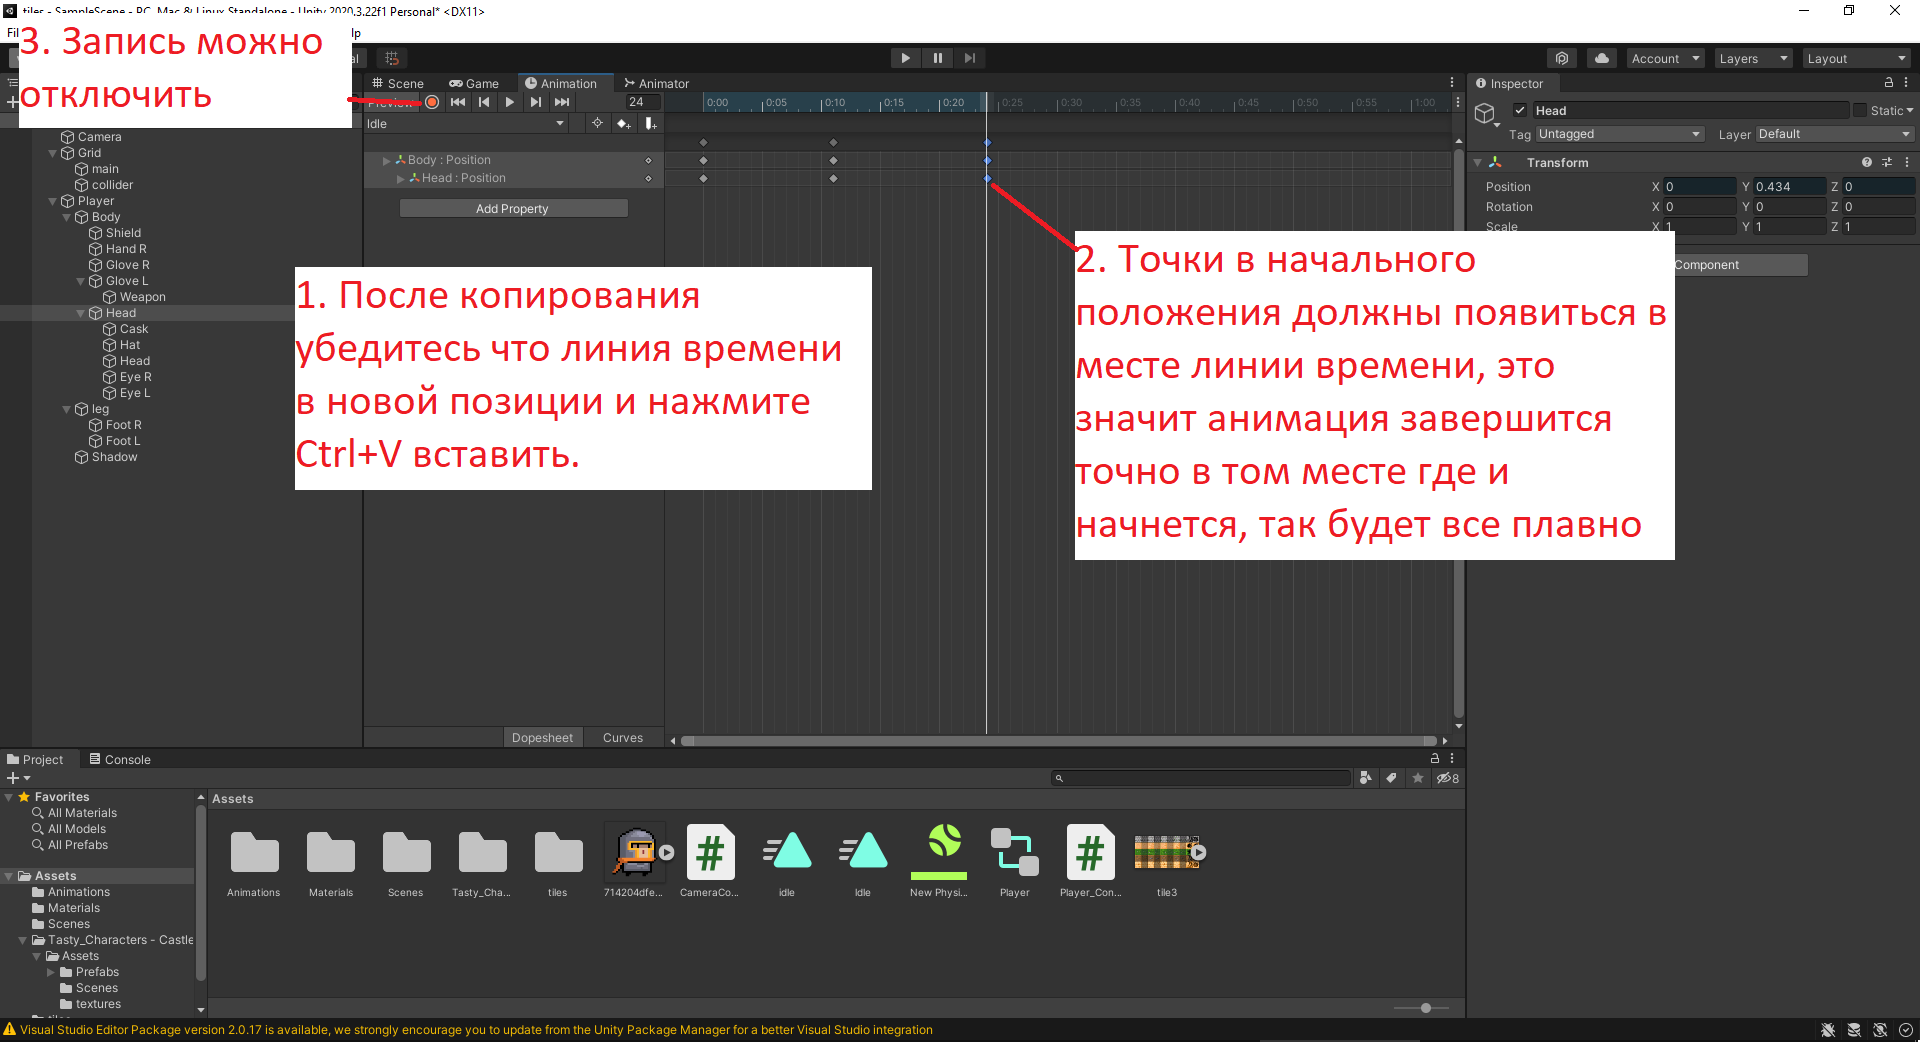 tiles - SampleScene - PC, Mac & Linux Standalone - Unity 2020.3.22f1 Personal* <DX11>
3. Запись можно
отключить
Account
Layers
Layout
Scene
Game
Animation
Animator
Inspector
Preview
24
0:00
0:05
0:10
0:15
0:20
0:25
0:30
0:35
0:40
0:45
0:50
0:55
1:00
Idle
Body : Position
Head : Position
Add Property
Head
Static
Tag
Untagged
Layer
Default
Transform
Position
X 0
Y 0.434
Z 0
Rotation
X 0
Y 0
Z 0
Scale
X 1
Y 1
Z 1
Component
Camera
Grid
main
collider
Player
Body
Shield
Hand R
Glove R
Glove L
Weapon
Head
Cask
Hat
Head
Eye R
Eye L
leg
Foot R
Foot L
Shadow
1. После копирования
убедитесь что линия времени
в новой позиции и нажмите
Ctrl+V вставить.
2. Точки в начального
положения должны появиться в
месте линии времени, это
значит анимация завершится
точно в том месте где и
начнется, так будет все плавно
Dopesheet
Curves
Project
Console
8
Favorites
All Materials
All Models
All Prefabs
Assets
Animations
Materials
Scenes
Tasty_Characters - Castle
Assets
Prefabs
Scenes
textures
Assets
Animations
Materials
Scenes
Tasty_Cha...
tiles
714204dfe...
CameraCo...
idle
Idle
New Physi...
Player
Player_Con...
tile3
Visual Studio Editor Package version 2.0.17 is available, we strongly encourage you to update from the Unity Package Manager for a better Visual Studio integration